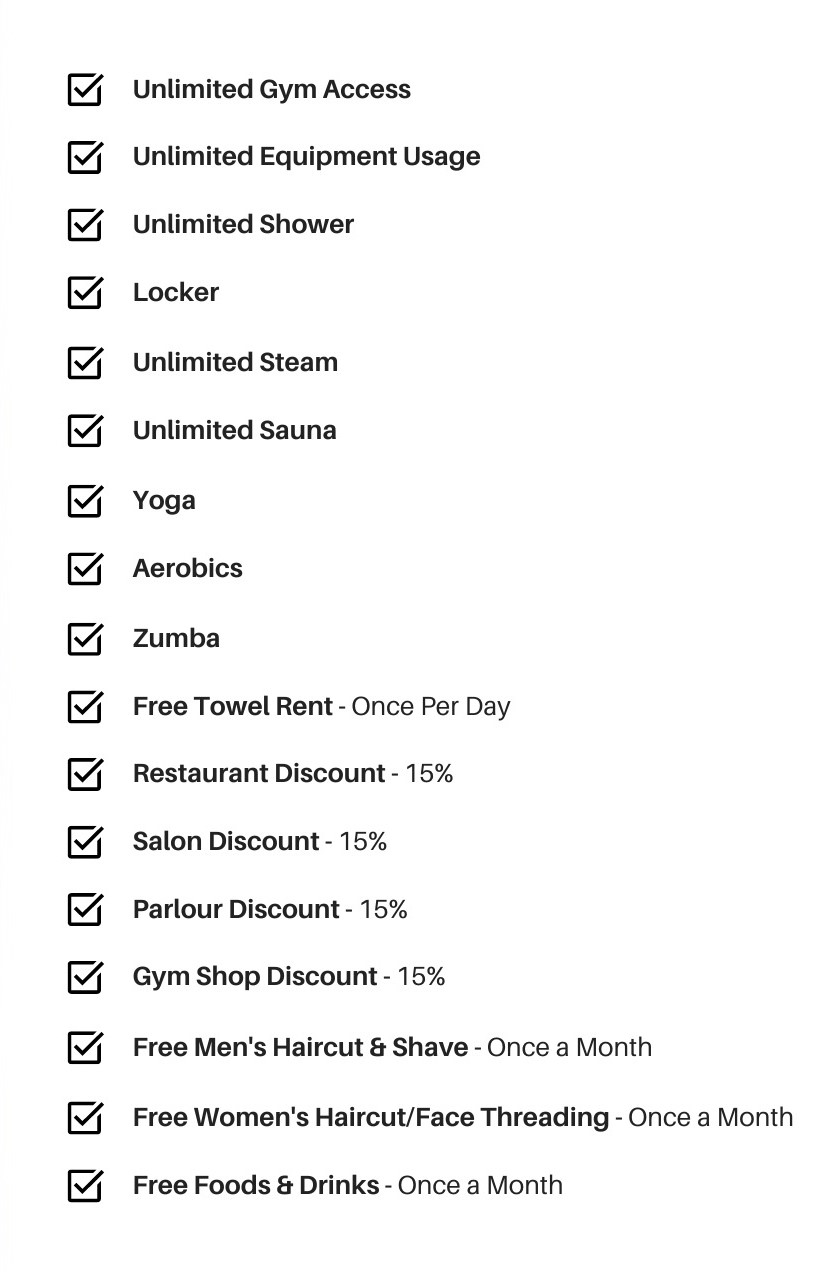 Unlimited Gym Access
Unlimited Equipment Usage
Unlimited Shower
Locker
Unlimited Steam
Unlimited Sauna
Yoga
Aerobics
Zumba
Free Towel Rent - Once Per Day
Restaurant Discount - 15%
Salon Discount - 15%
Parlour Discount - 15%
Gym Shop Discount - 15%
Free Men's Haircut & Shave - Once a Month
Free Women's Haircut/Face Threading - Once a Month
Free Foods & Drinks - Once a Month